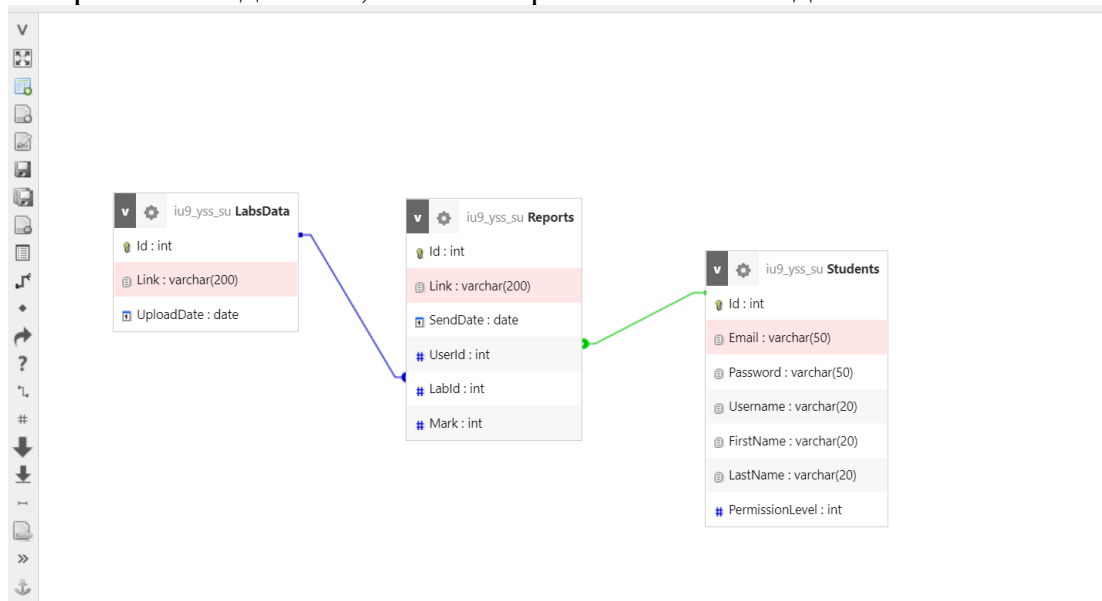 v iu9_yss_su LabsData
Id : int
Link : varchar(200)
UploadDate : date
v iu9_yss_su Reports
Id : int
Link : varchar(200)
SendDate : date
# UserId : int
# LabId : int
# Mark : int
v iu9_yss_su Students
Id : int
Email : varchar(50)
Password : varchar(50)
Username : varchar(20)
FirstName : varchar(20)
LastName : varchar(20)
# PermissionLevel : int